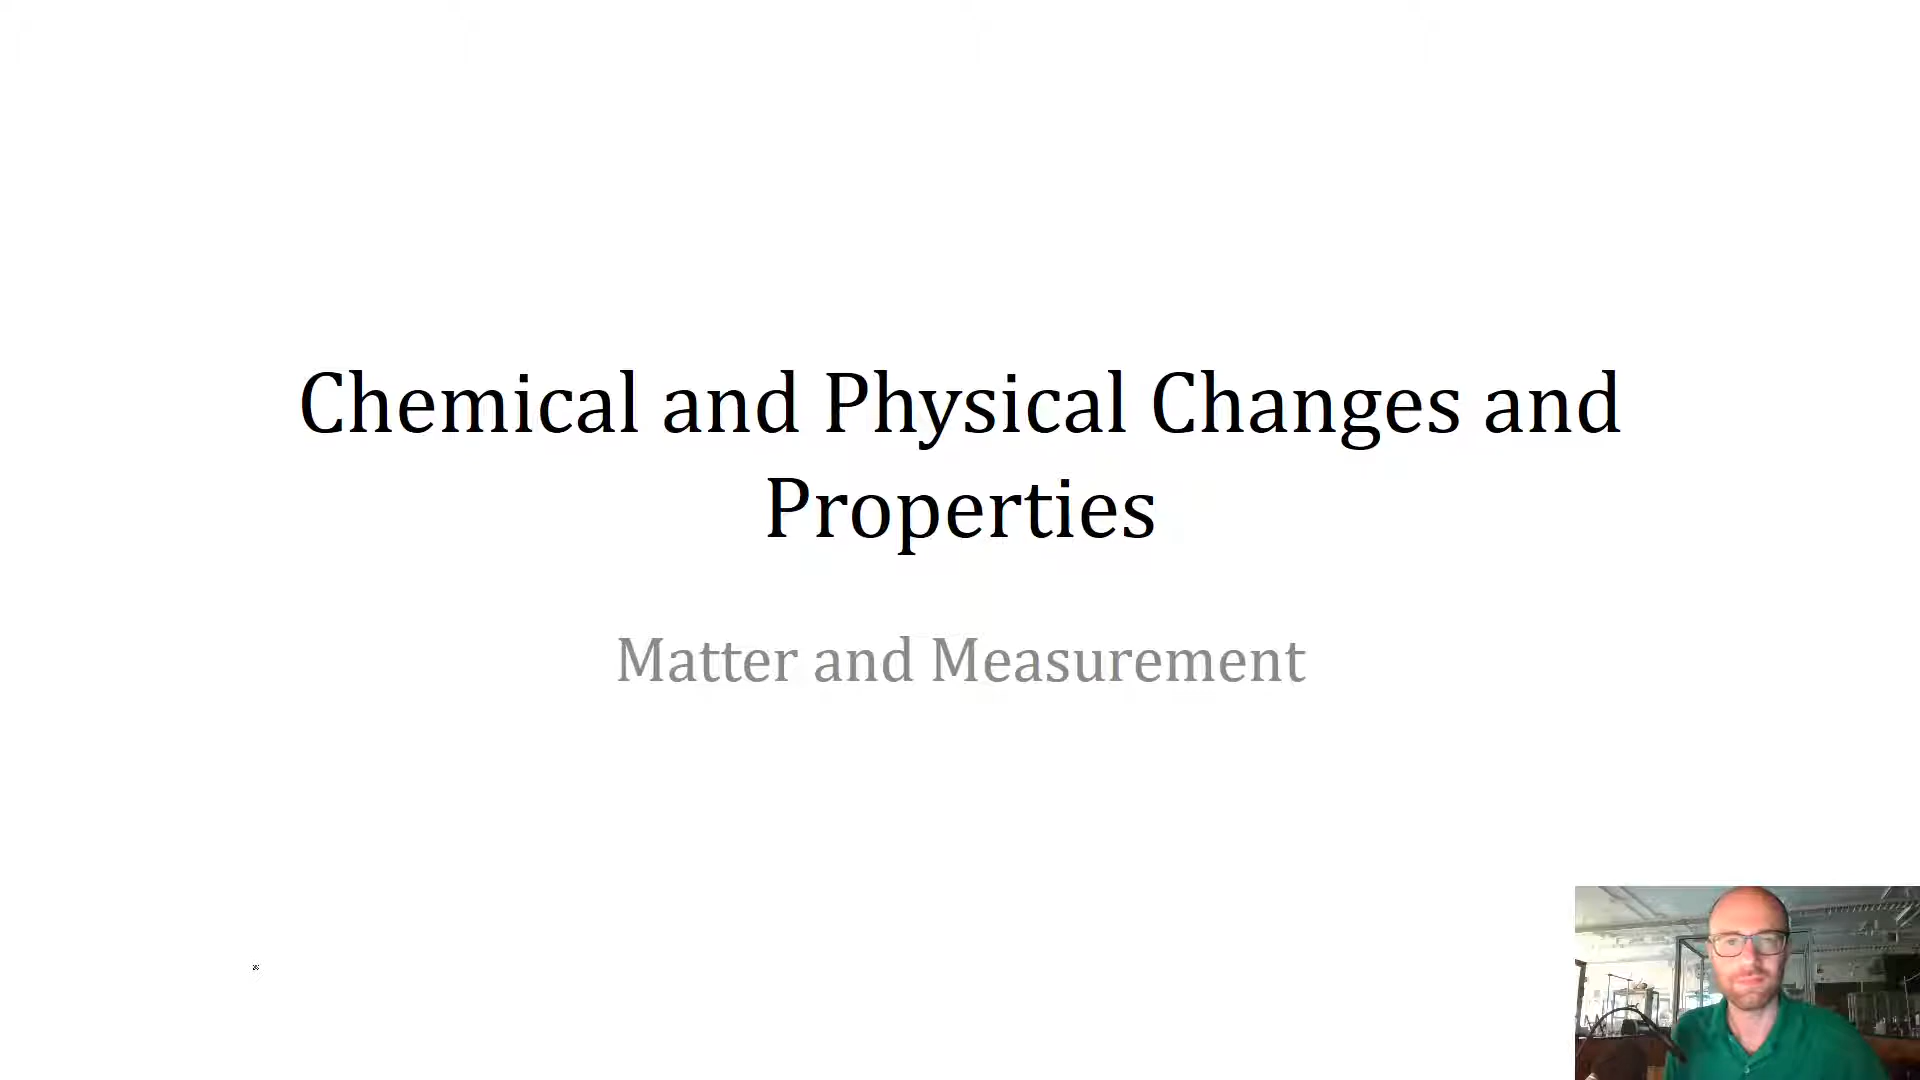 Chemical and Physical Changes and
Properties
Matter and Measurement